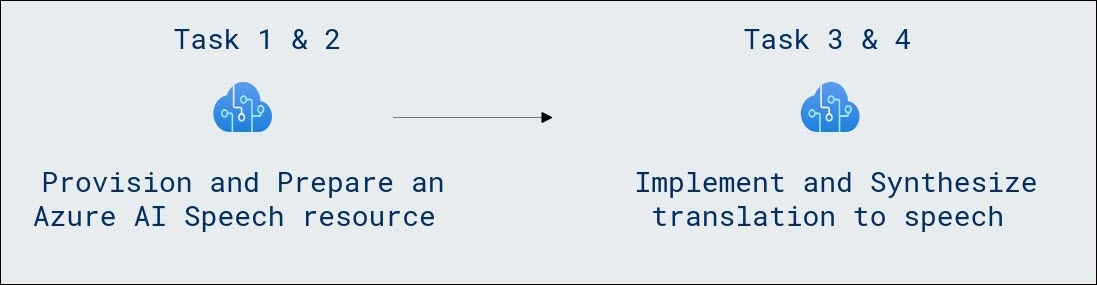 Task 1 & 2
Provision and Prepare an
Azure AI Speech resource
Task 3 & 4
Implement and Synthesize
translation to speech